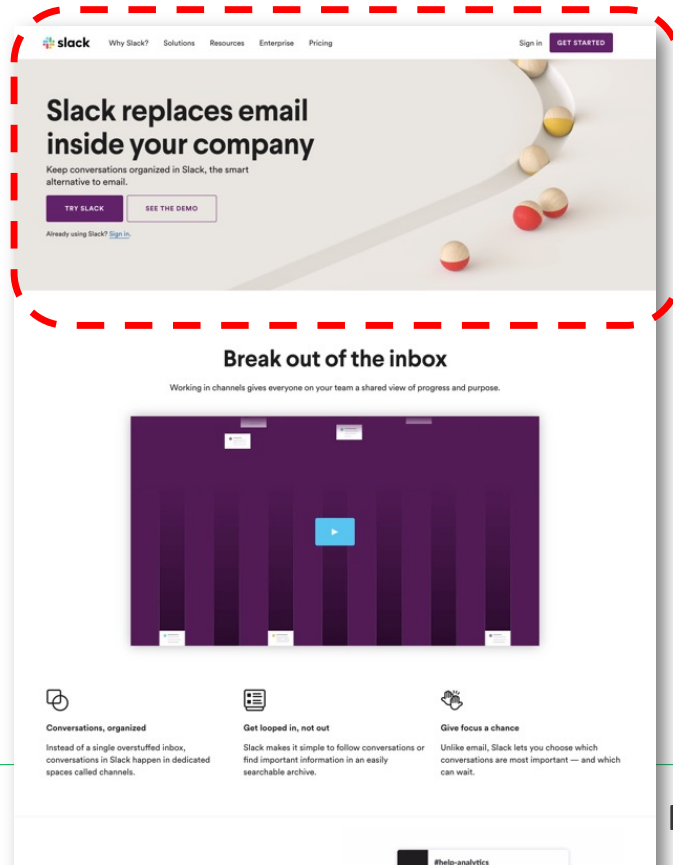 slack Why Slack? Solutions Resources Enterprise Pricing Sign in GET STARTED
Slack replaces email
inside your company
Keep conversations organized in Slack, the smart
alternative to email.
TRY SLACK SEE THE DEMO
Already using Slack? Sign in.
Break out of the inbox
Working in channels gives everyone on your team a shared view of progress and purpose.
Conversations, organized
Instead of a single overstuffed inbox,
conversations in Slack happen in dedicated
spaces called channels.
Get looped in, not out
Slack makes it simple to follow conversations or
find important information in an easily
searchable archive.
Give focus a chance
Unlike email, Slack lets you choose which
conversations are most important — and which
can wait.
#help-analytics